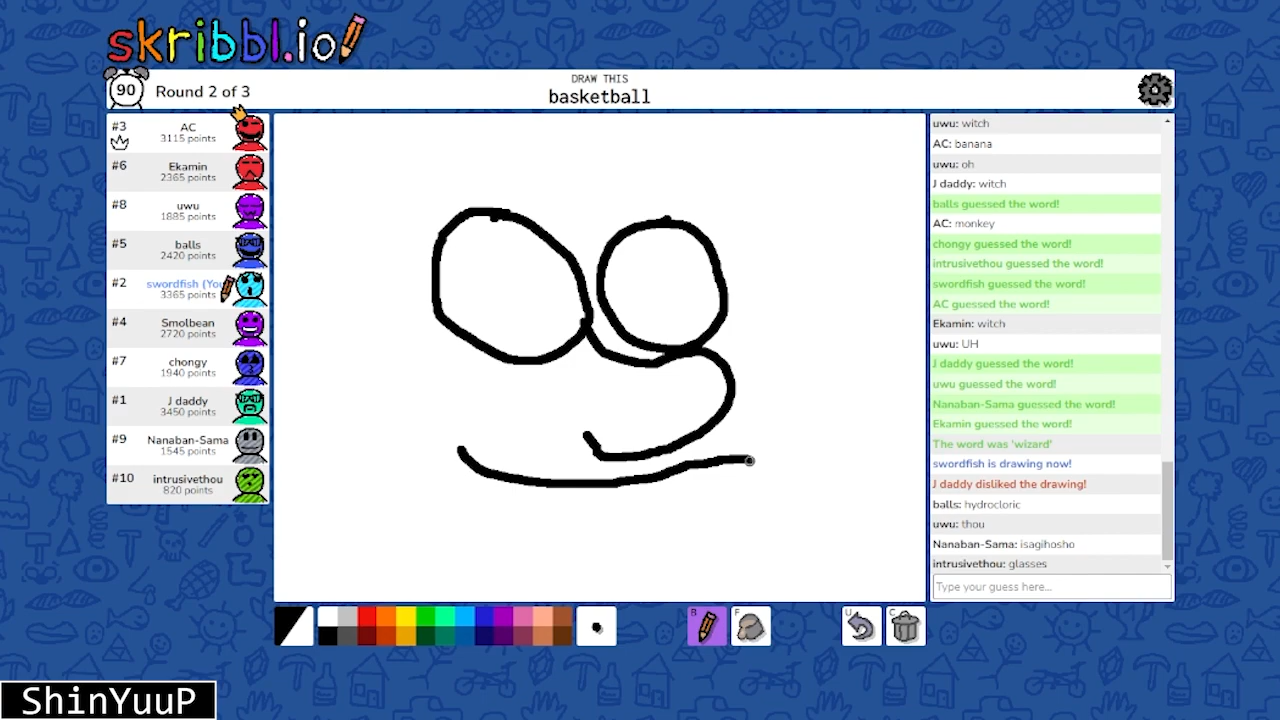 skribbl.io
90
Round 2 of 3
DRAW THIS
basketball
#3 AC
3115 points
#6 Ekamin
2365 points
#8 uwu
1885 points
#5 balls
2420 points
#2 swordfish (You
3365 points
#4 Smolbean
2720 points
#7 chongy
1940 points
#1 J daddy
3450 points
#9 Nanaban-Sama
1545 points
#10 intrusivethou
820 points
uwu: witch
AC: banana
uwu: oh
J daddy: witch
balls guessed the word!
AC: monkey
chongy guessed the word!
intrusivethou guessed the word!
swordfish guessed the word!
AC guessed the word!
Ekamin: witch
uwu: UH
J daddy guessed the word!
uwu guessed the word!
Nanaban-Sama guessed the word!
Ekamin guessed the word!
The word was 'wizard'
swordfish is drawing now!
J daddy disliked the drawing!
balls: hydrocloric
uwu: thou
Nanaban-Sama: isagihosho
intrusivethou: glasses
Type your guess here...
B
F
U
C
ShinYuuP